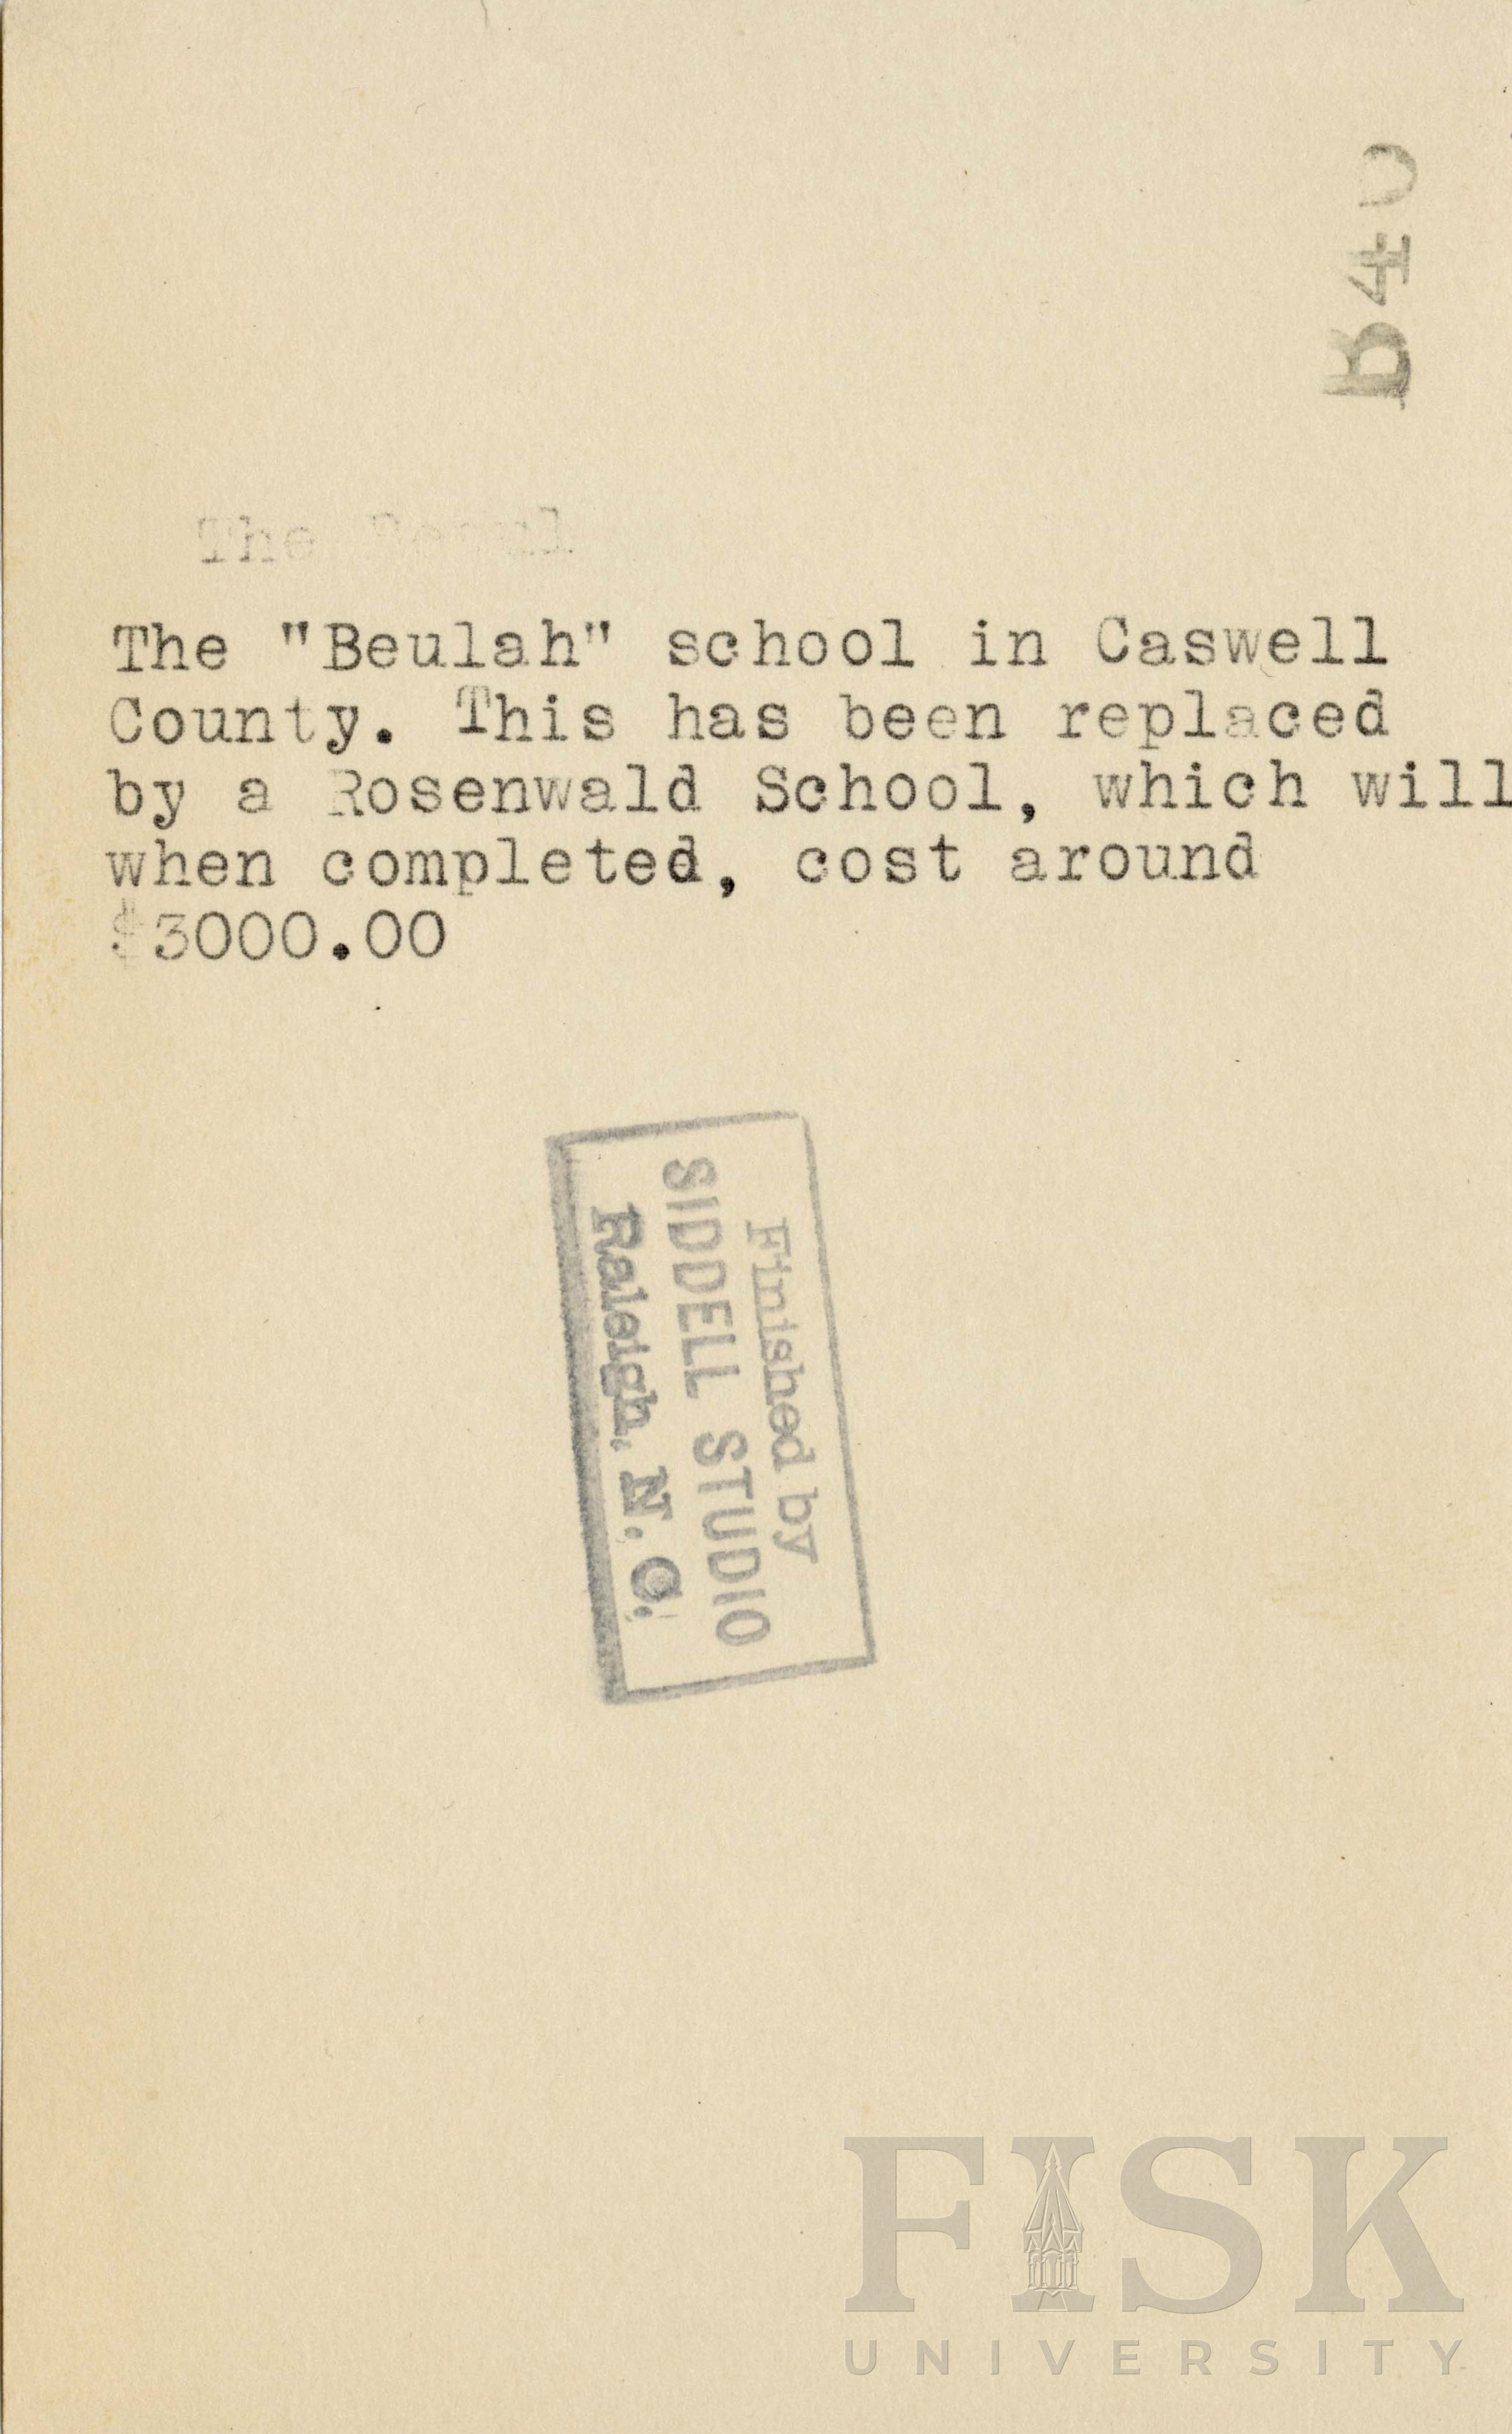 B40
The
The "Beulah" school in Caswell
County. This has been replaced
by a Rosenwald School, which will
when completed, cost around
$3000.00
Finished by
SIDDELL STUDIO
Raleigh, N. C.
FISK
UNIVERSITY